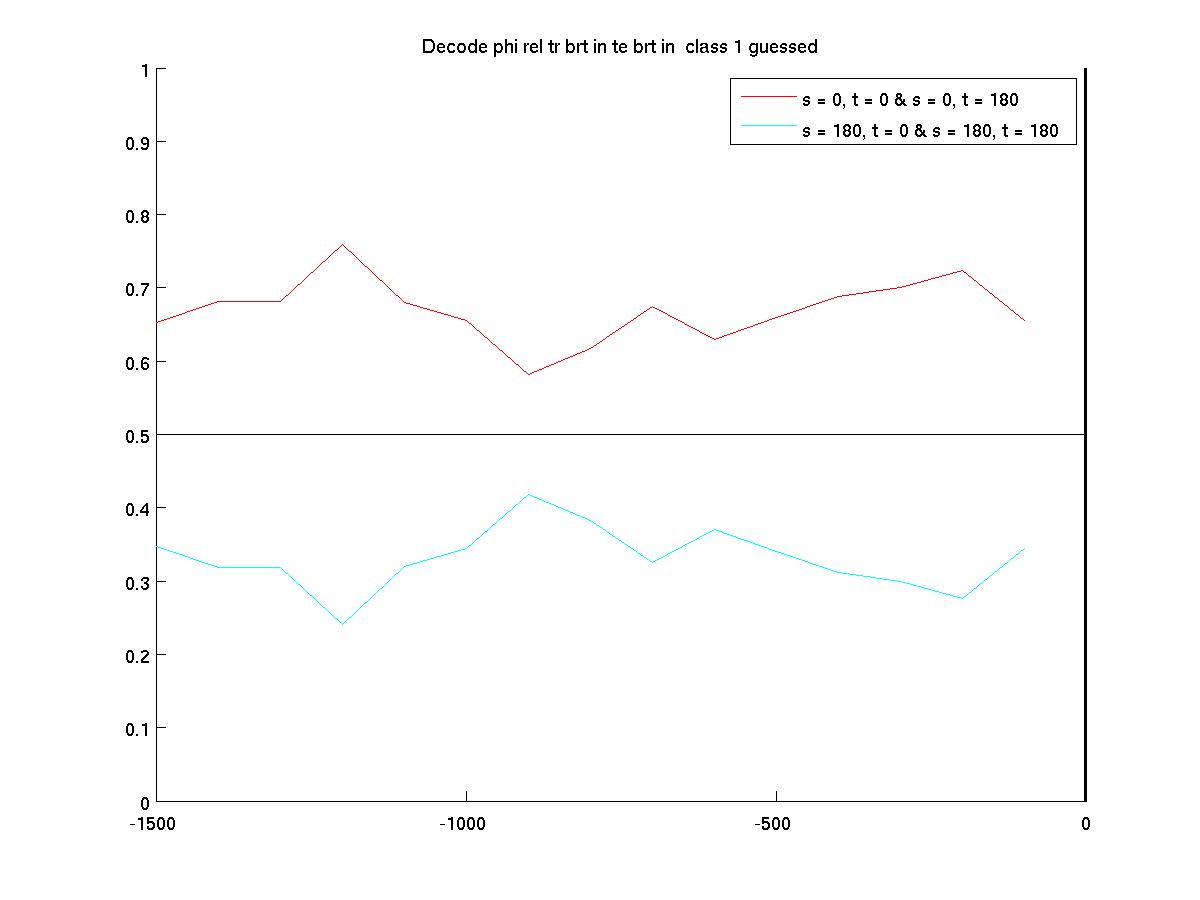 Decode phi rel tr brt in te brt in  class 1 guessed
s = 0, t = 0 & s = 0, t = 180
s = 180, t = 0 & s = 180, t = 180
1
0.9
0.8
0.7
0.6
0.5
0.4
0.3
0.2
0.1
0
-1500 -1000 -500 0